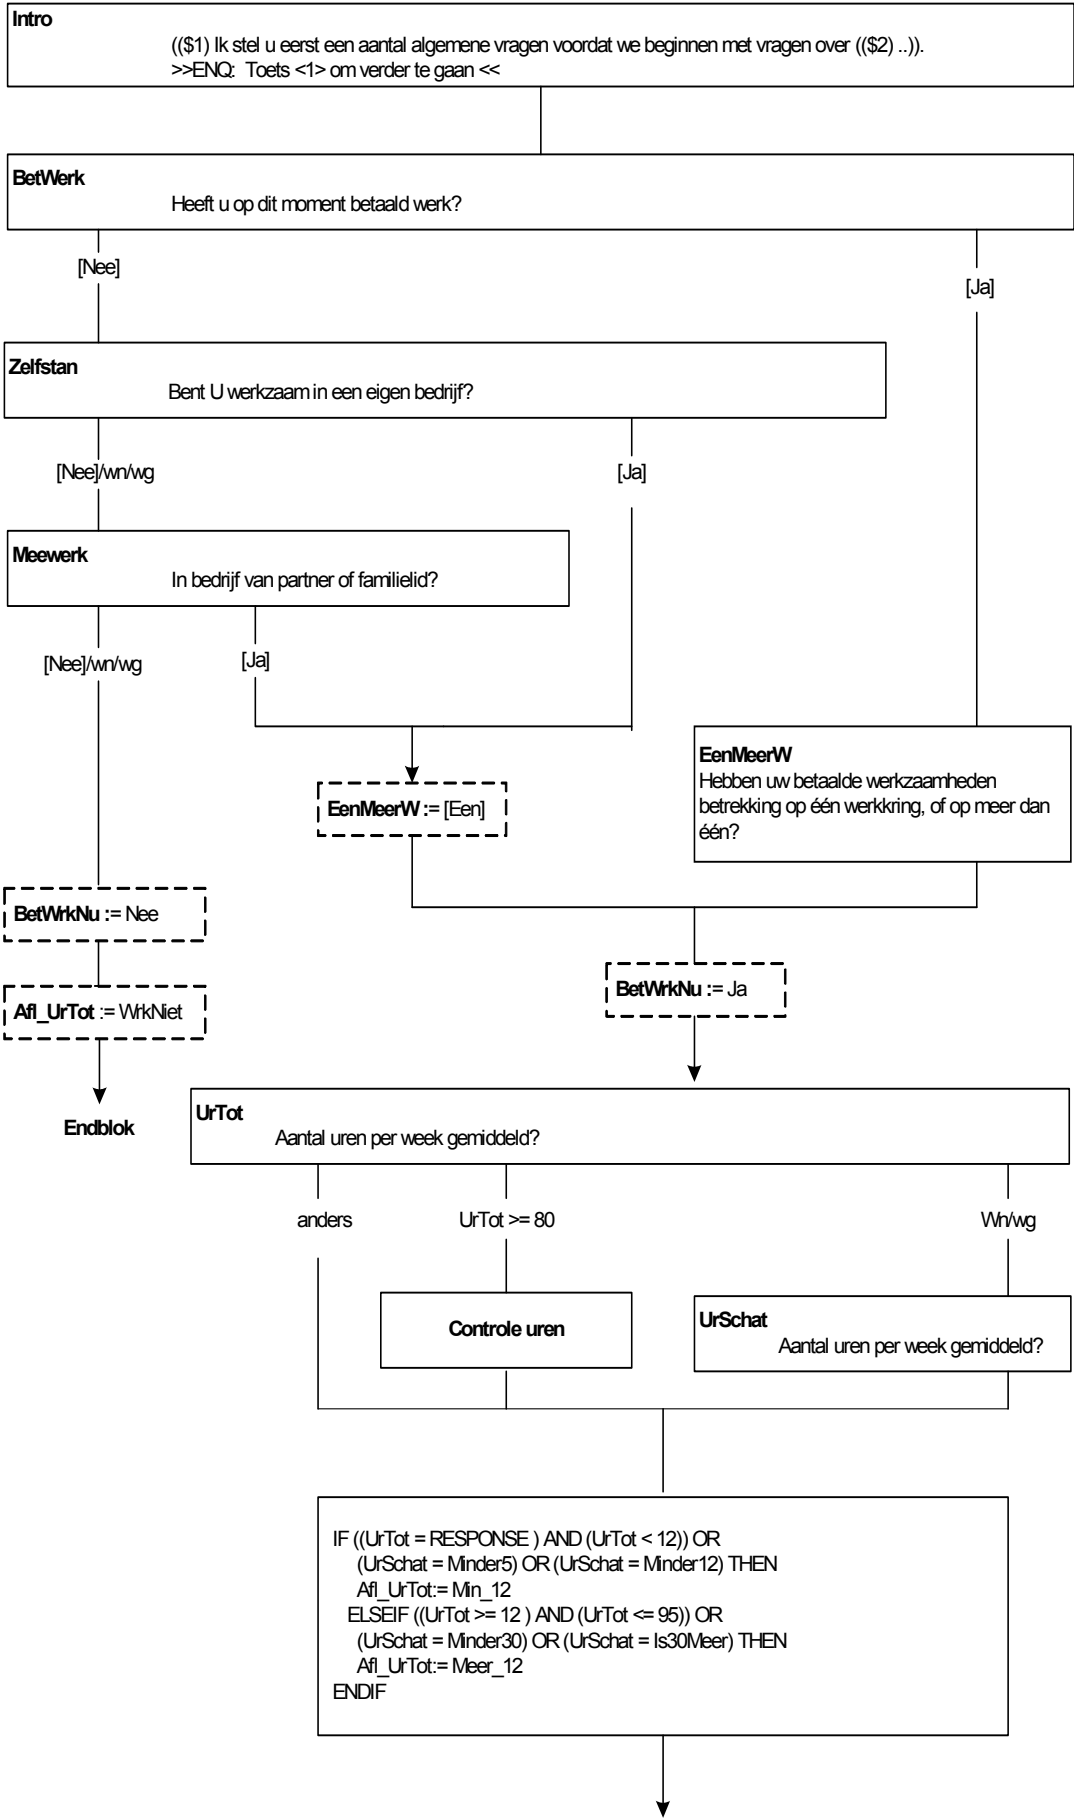 Intro
(($1) Ik stel u eerst een aantal algemene vragen voordat we beginnen met vragen over (($2) ..)).
>>ENQ:  Toets <1> om verder te gaan <<
BetWerk
Heeft u op dit moment betaald werk?
[Nee]
[Ja]
Zelfstan
Bent U werkzaam in een eigen bedrijf?
[Nee]/wn/wg
[Ja]
Meewerk
In bedrijf van partner of familielid?
[Nee]/wn/wg
[Ja]
EenMeerW
Hebben uw betaalde werkzaamheden
betrekking op één werkkring, of op meer dan
één?
EenMeerW := [Een]
BetWrkNu := Nee
BetWrkNu := Ja
Afl_UrTot := WrkNiet
Endblok
UrTot
Aantal uren per week gemiddeld?
anders
UrTot >= 80
Wn/wg
Controle uren
UrSchat
Aantal uren per week gemiddeld?
IF ((UrTot = RESPONSE ) AND (UrTot < 12)) OR
(UrSchat = Minder5) OR (UrSchat = Minder12) THEN
Afl_UrTot:= Min_12
ELSEIF ((UrTot >= 12 ) AND (UrTot <= 95)) OR
(UrSchat = Minder30) OR (UrSchat = Is30Meer) THEN
Afl_UrTot:= Meer_12
ENDIF